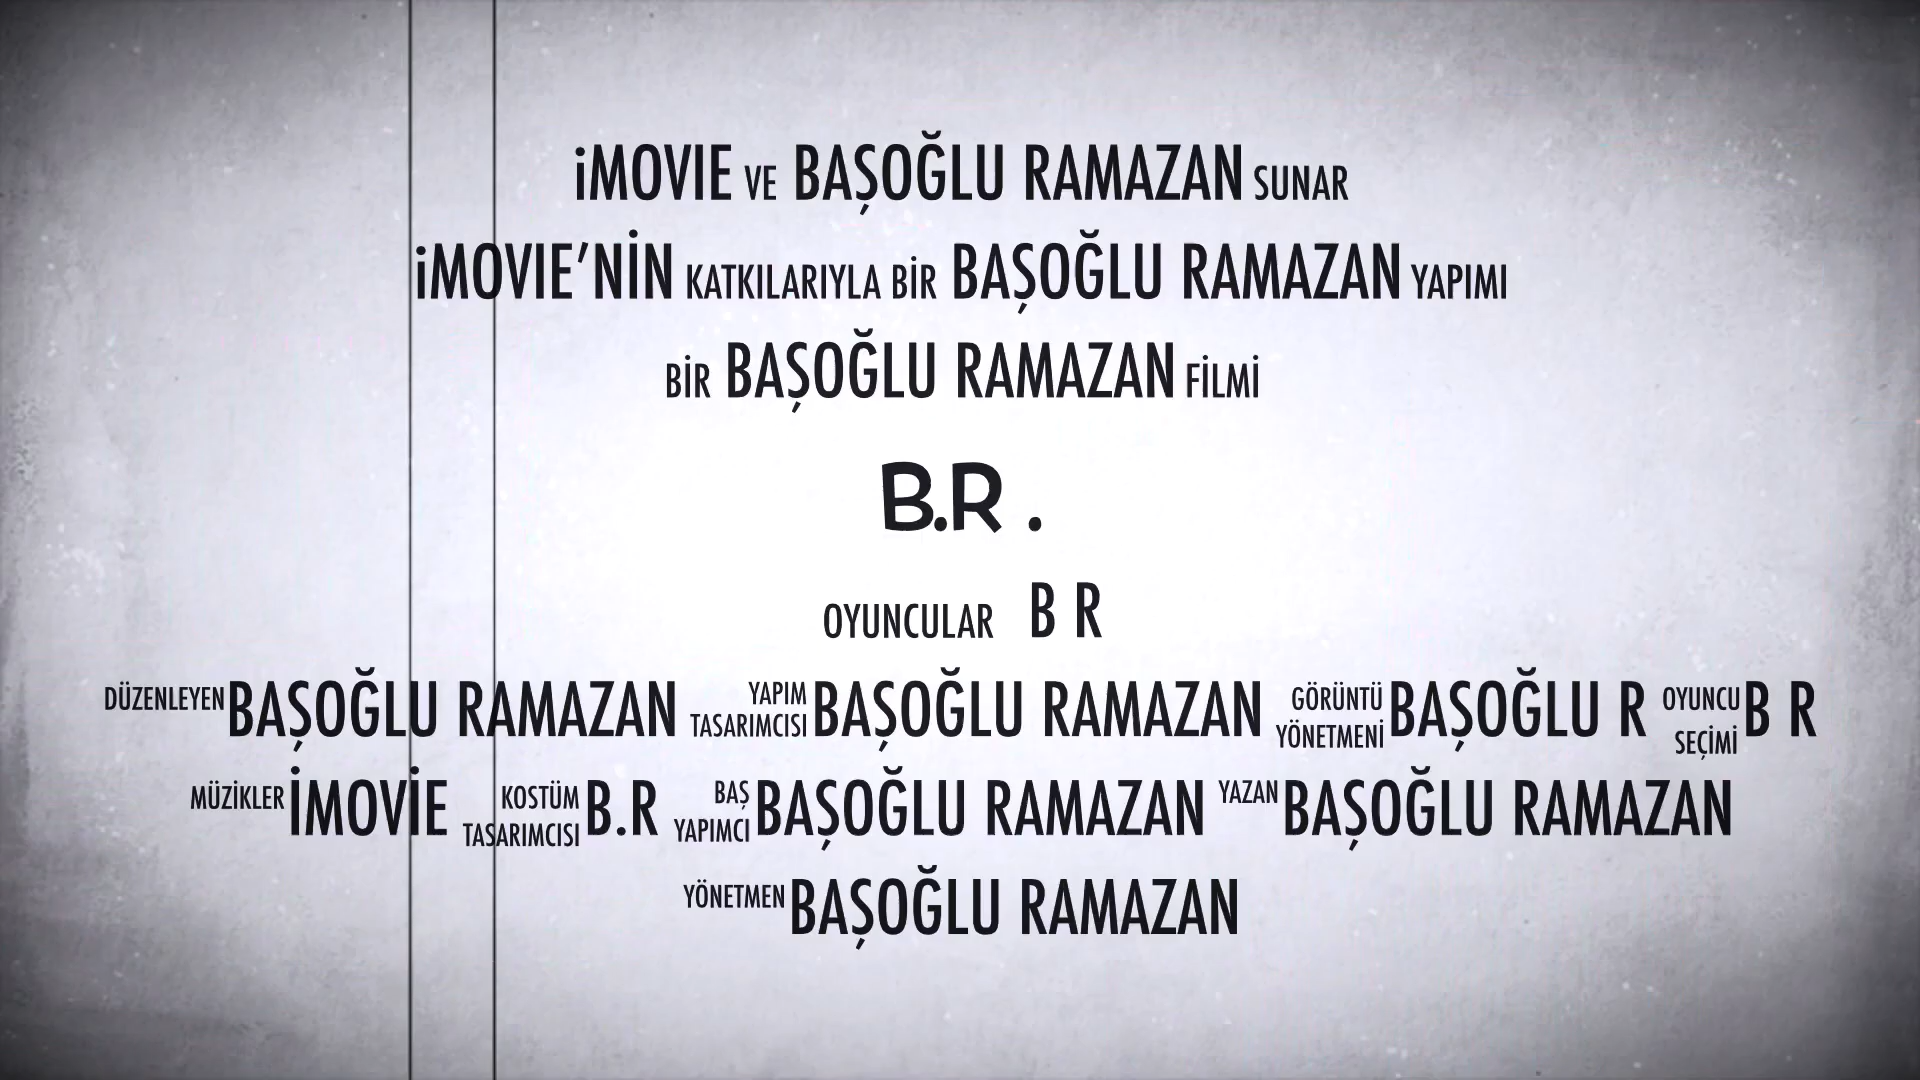 iMOVIE VE BAŞOĞLU RAMAZAN SUNAR
iMOVIE'NİN KATKILARIYLA BİR BAŞOĞLU RAMAZAN YAPIMI
BİR BAŞOĞLU RAMAZAN FİLMİ
B.R .
OYUNCULAR B R
DÜZENLEYEN BAŞOĞLU RAMAZAN YAPIM TASARIMCISI BAŞOĞLU RAMAZAN GÖRÜNTÜ YÖNETMENİ BAŞOĞLU R OYUNCU SEÇİMİ B R
MÜZİKLER İMOVİE KOSTÜM TASARIMCISI B.R BAŞ YAPIMCI BAŞOĞLU RAMAZAN YAZAN BAŞOĞLU RAMAZAN
YÖNETMEN BAŞOĞLU RAMAZAN